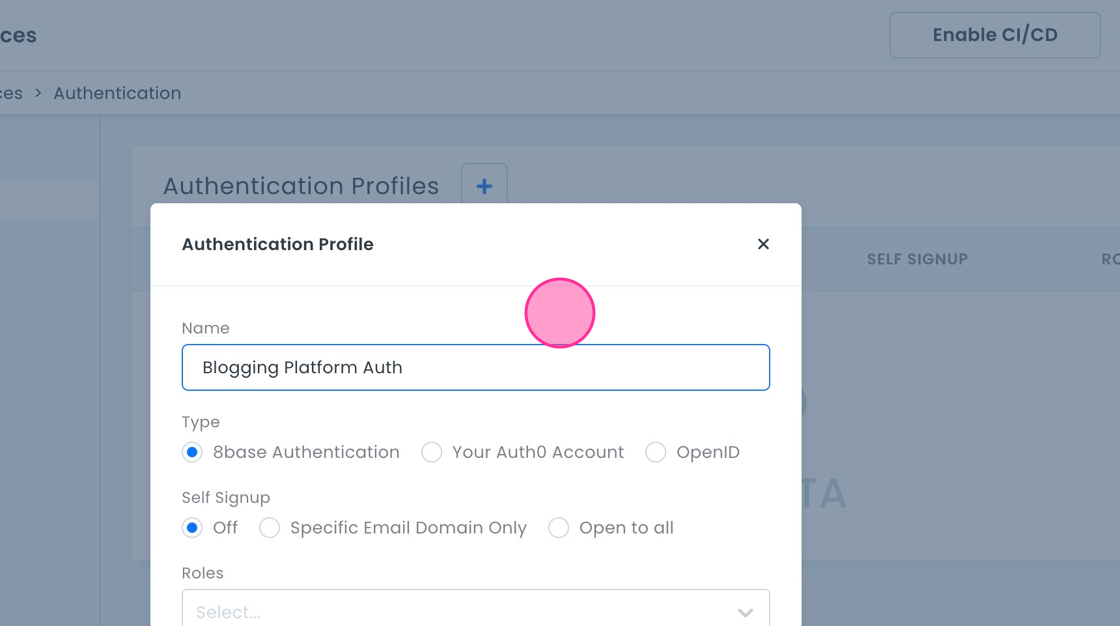 ces
Enable CI/CD
ces > Authentication
Authentication Profiles +
SELF SIGNUP
Authentication Profile
Name
Blogging Platform Auth
Type
8base Authentication Your Auth0 Account OpenID
TA
Self Signup
Off Specific Email Domain Only Open to all
Roles
Select...